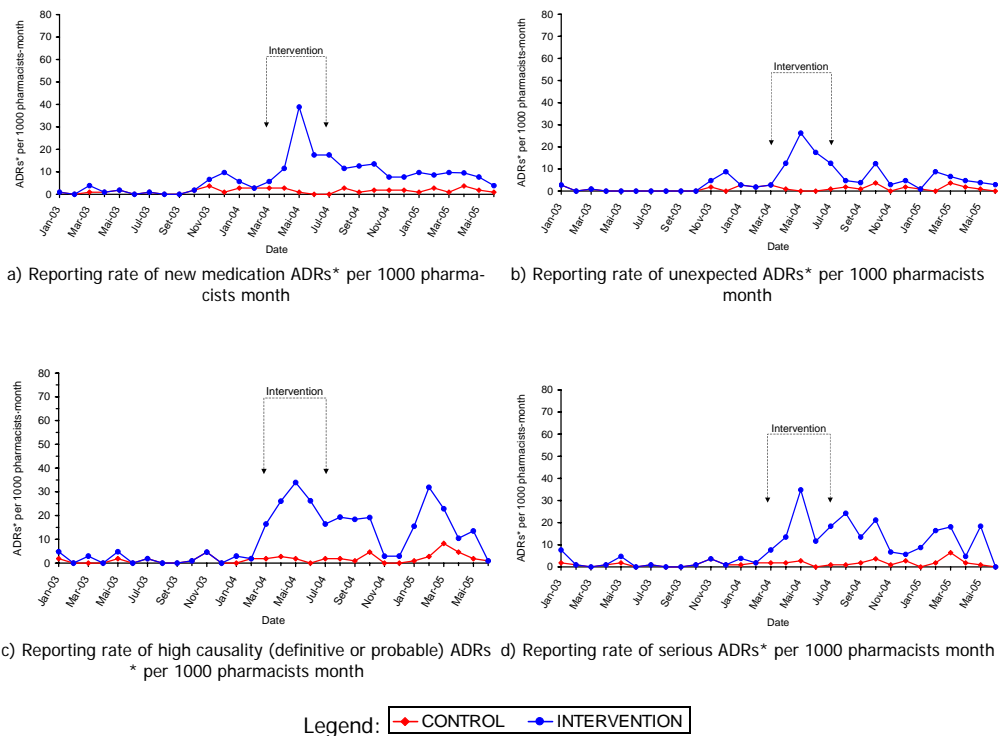 80
70
60
50
40
30
20
10
0
ADRs* per 1000 pharmacists-month
Intervention
Jan-03
Mar-03
Mai-03
Jul-03
Set-03
Nov-03
Jan-04
Mar-04
Mai-04
Jul-04
Set-04
Nov-04
Jan-05
Mar-05
Mai-05
Date
a) Reporting rate of new medication ADRs* per 1000 pharma-
cists month
80
70
60
50
40
30
20
10
0
ADRs* per 1000 pharmacists-month
Intervention
Jan-03
Mar-03
Mai-03
Jul-03
Set-03
Nov-03
Jan-04
Mar-04
Mai-04
Jul-04
Set-04
Nov-04
Jan-05
Mar-05
Mai-05
Date
b) Reporting rate of unexpected ADRs* per 1000 pharmacists
month
80
70
60
50
40
30
20
10
0
ADRs* per 1000 pharmacists-month
Intervention
Jan-03
Mar-03
Mai-03
Jul-03
Set-03
Nov-03
Jan-04
Mar-04
Mai-04
Jul-04
Set-04
Nov-04
Jan-05
Mar-05
Mai-05
Date
c) Reporting rate of high causality (definitive or probable) ADRs
* per 1000 pharmacists month
80
70
60
50
40
30
20
10
0
ADRs* per 1000 pharmacists-month
Intervention
Jan-03
Mar-03
Mai-03
Jul-03
Set-03
Nov-03
Jan-04
Mar-04
Mai-04
Jul-04
Set-04
Nov-04
Jan-05
Mar-05
Mai-05
Date
d) Reporting rate of serious ADRs* per 1000 pharmacists month
Legend: CONTROL INTERVENTION